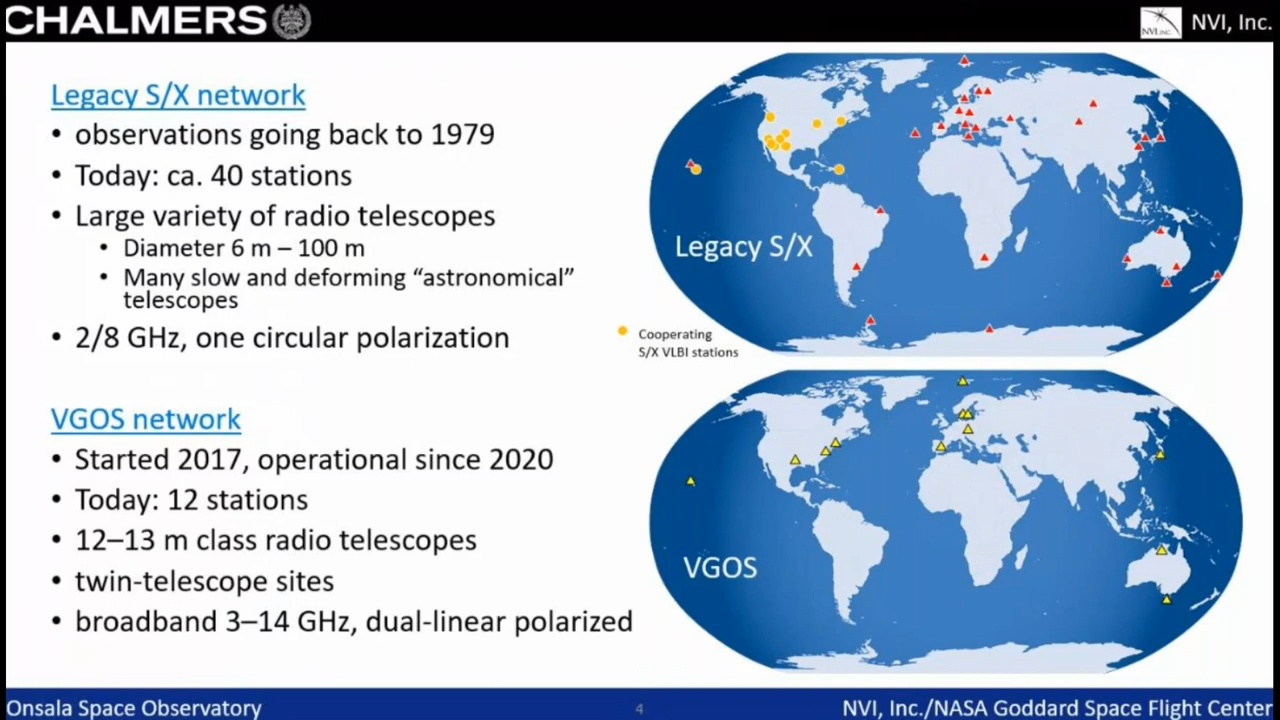 CHALMERS
NVI, Inc.
NVI, INC.
Legacy S/X network
• observations going back to 1979
• Today: ca. 40 stations
• Large variety of radio telescopes
• Diameter 6 m – 100 m
• Many slow and deforming “astronomical”
telescopes
• 2/8 GHz, one circular polarization
Legacy S/X
Cooperating
S/X VLBI stations
VGOS network
• Started 2017, operational since 2020
• Today: 12 stations
• 12–13 m class radio telescopes
• twin-telescope sites
• broadband 3–14 GHz, dual-linear polarized
VGOS
Onsala Space Observatory
4
NVI, Inc./NASA Goddard Space Flight Center